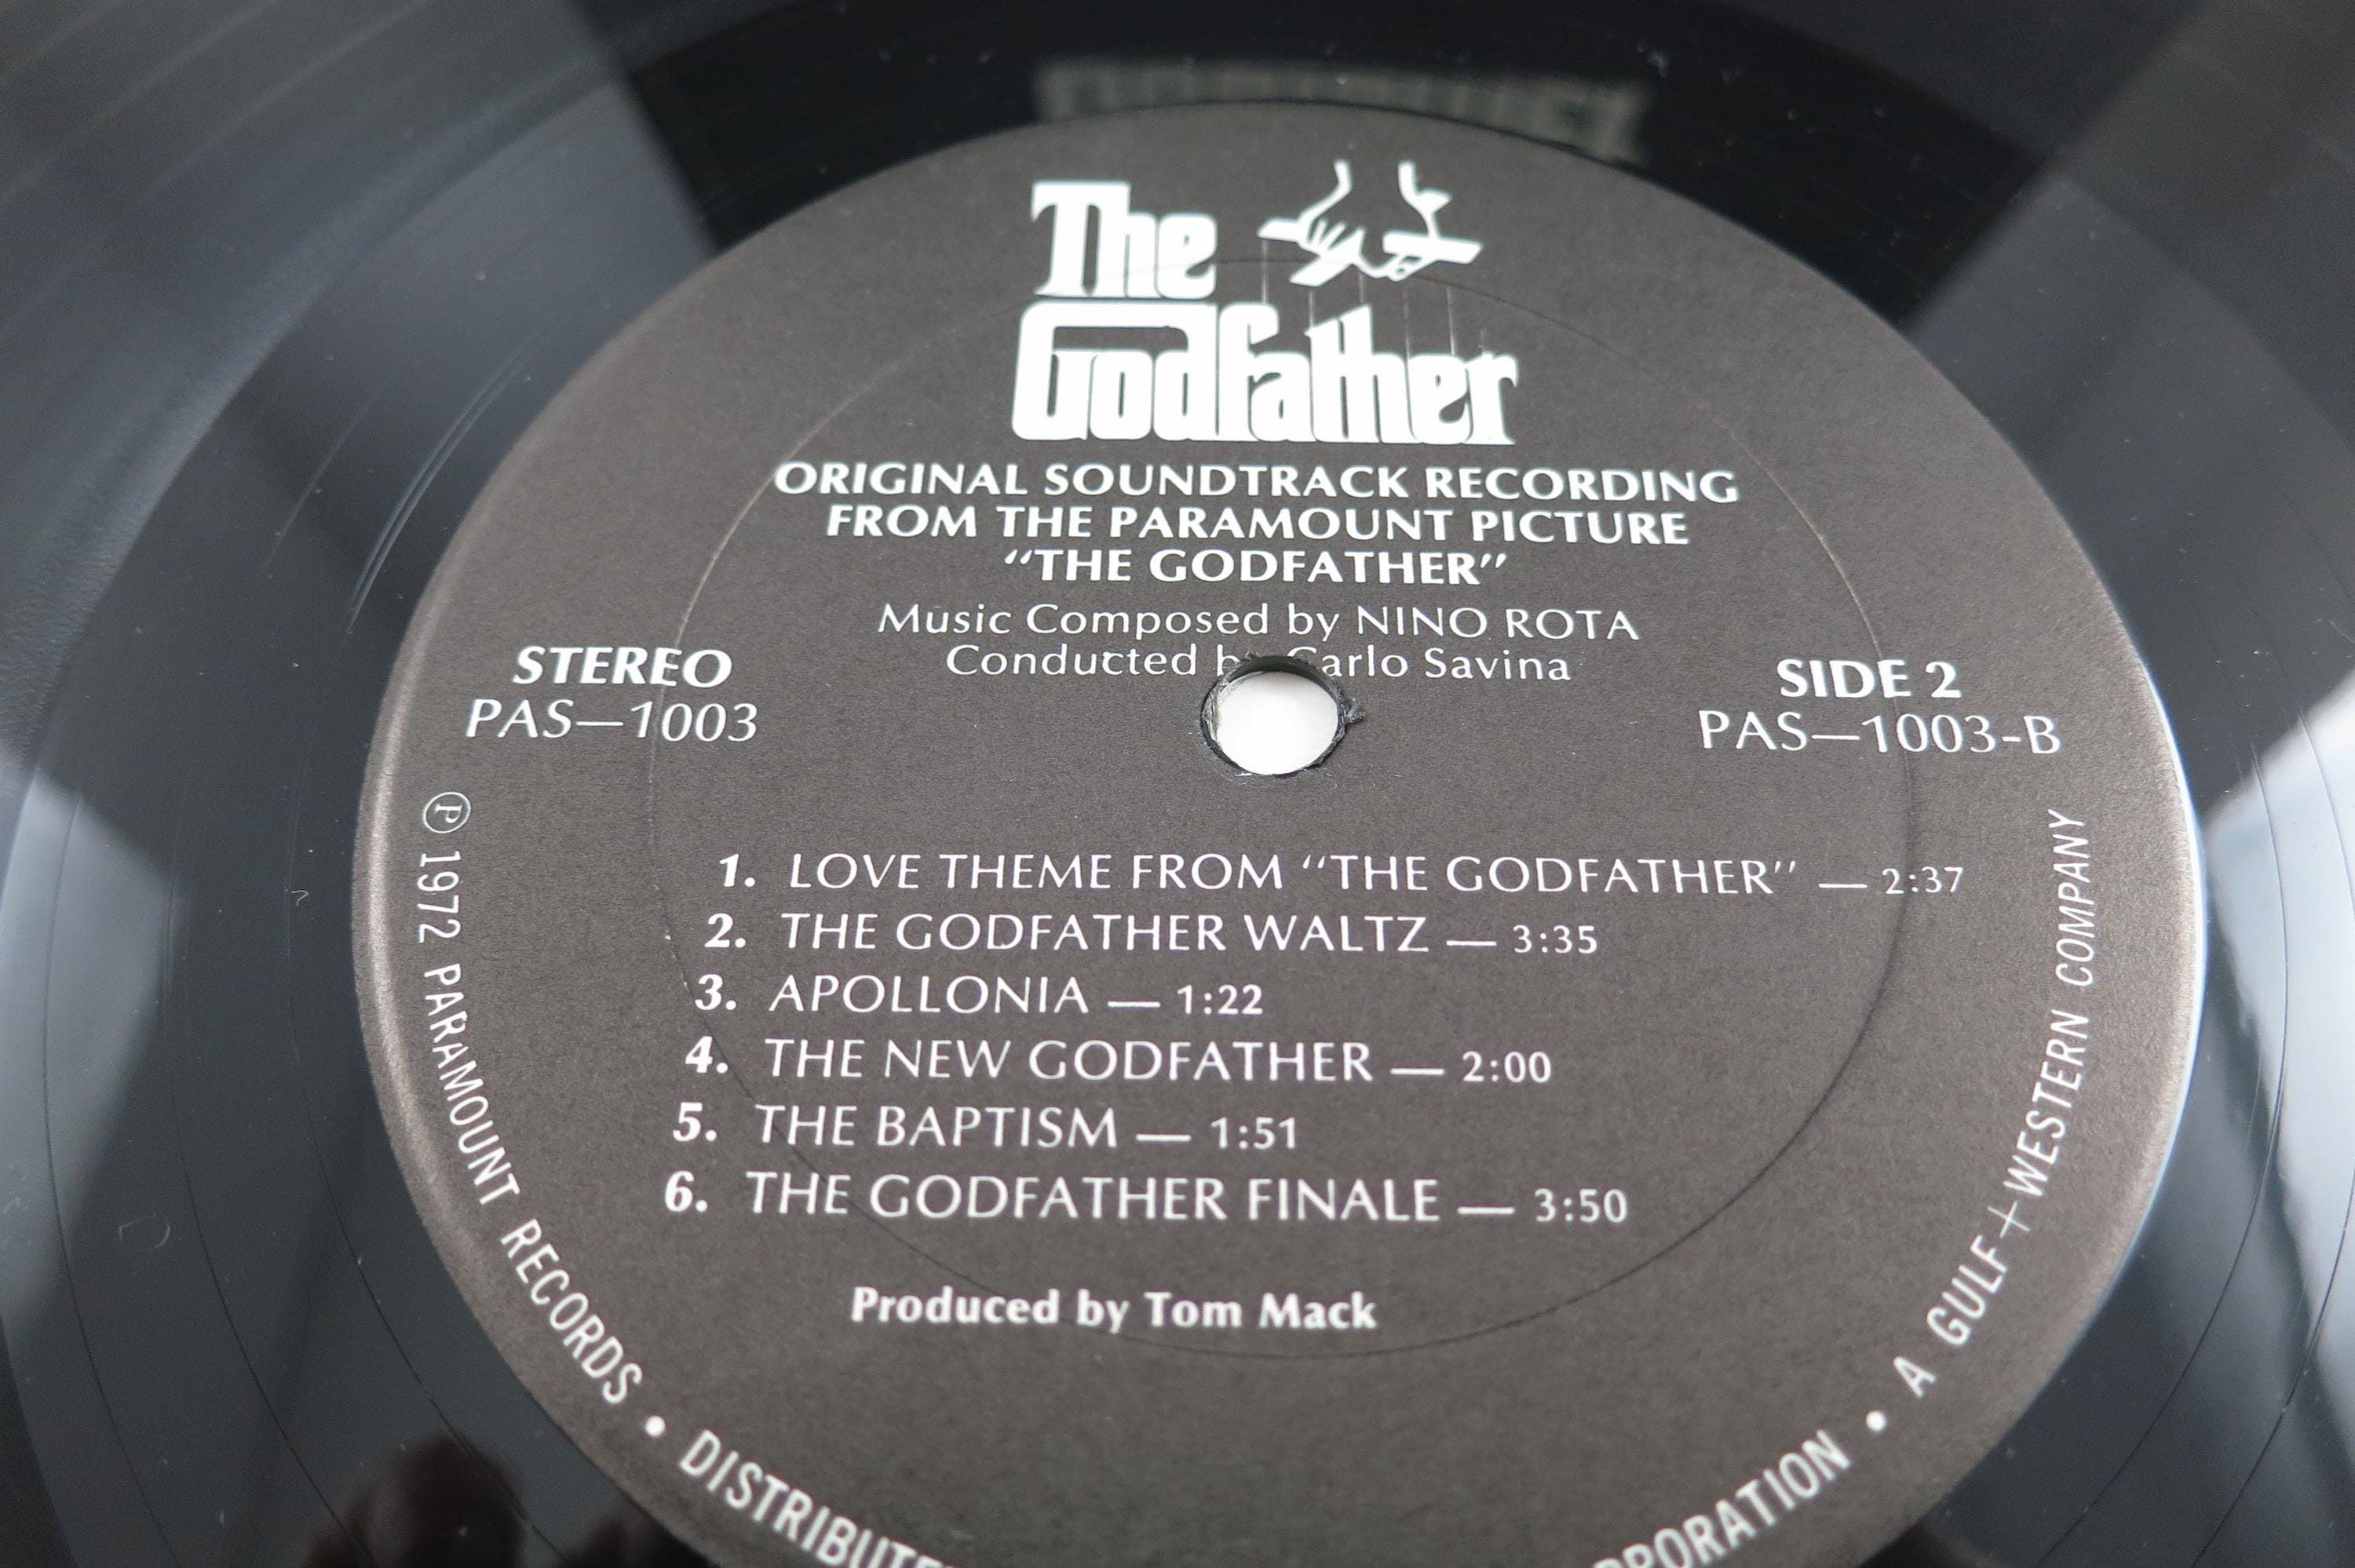 The
Godfather
ORIGINAL SOUNDTRACK RECORDING
FROM THE PARAMOUNT PICTURE
“THE GODFATHER”
Music Composed by NINO ROTA
Conducted Carlo Savina
STEREO
PAS—1003
SIDE 2
PAS—1003-B
1. LOVE THEME FROM “THE GODFATHER” — 2:37
2. THE GODFATHER WALTZ — 3:35
3. APOLLONIA — 1:22
4. THE NEW GODFATHER — 2:00
5. THE BAPTISM — 1:51
6. THE GODFATHER FINALE — 3:50
Produced by Tom Mack
Ⓟ 1972 PARAMOUNT RECORDS • • A GULF+WESTERN COMPANY